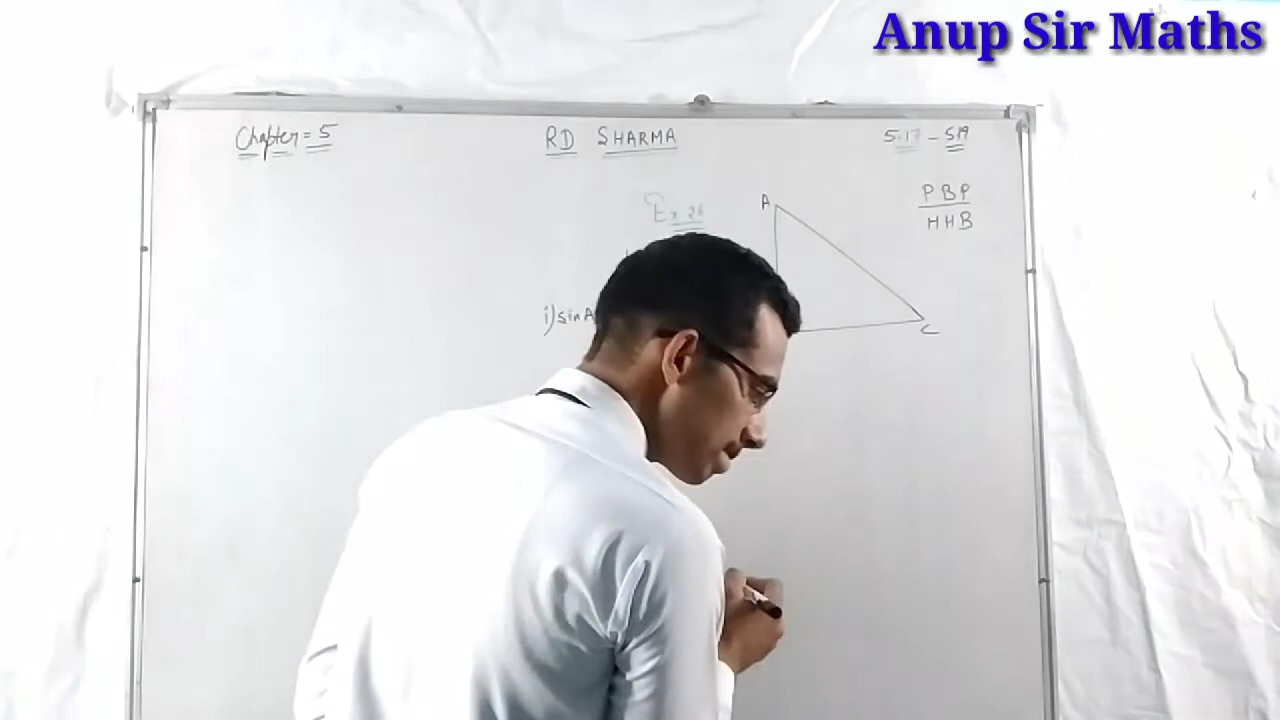 Anup Sir Maths
Chapter = 5
RD SHARMA
5.17 - 5.19
Ex 26
A
PBP
HHB
i) sin A
C